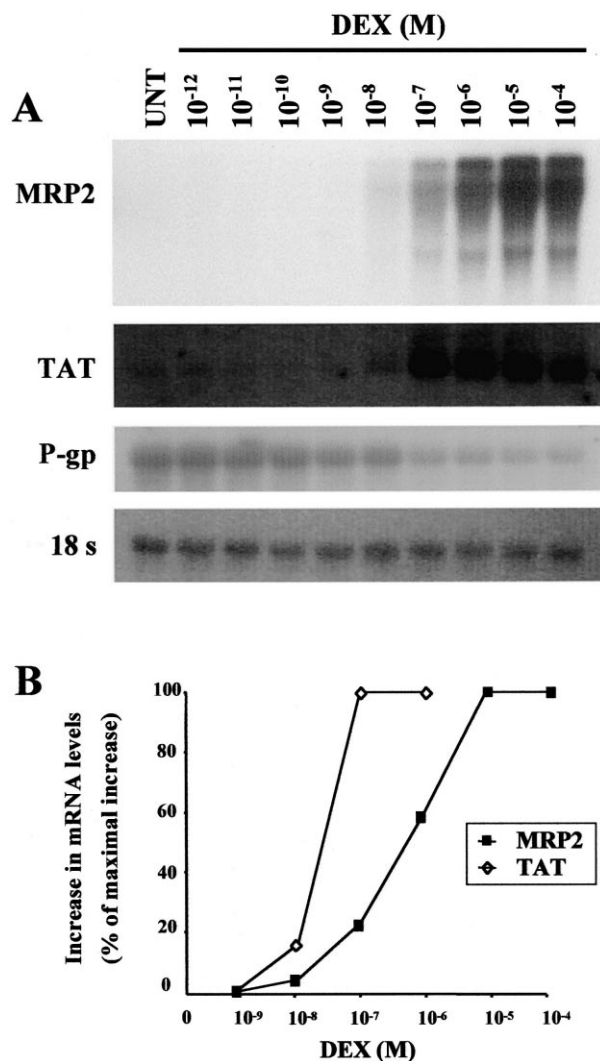 DEX (M)
UNT 10⁻¹² 10⁻¹¹ 10⁻¹⁰ 10⁻⁹ 10⁻⁸ 10⁻⁷ 10⁻⁶ 10⁻⁵ 10⁻⁴
A
MRP2
TAT
P-gp
18 s
B
Increase in mRNA levels
(% of maximal increase)
100
80
60
40
20
0
MRP2
TAT
0 10⁻⁹ 10⁻⁸ 10⁻⁷ 10⁻⁶ 10⁻⁵ 10⁻⁴
DEX (M)